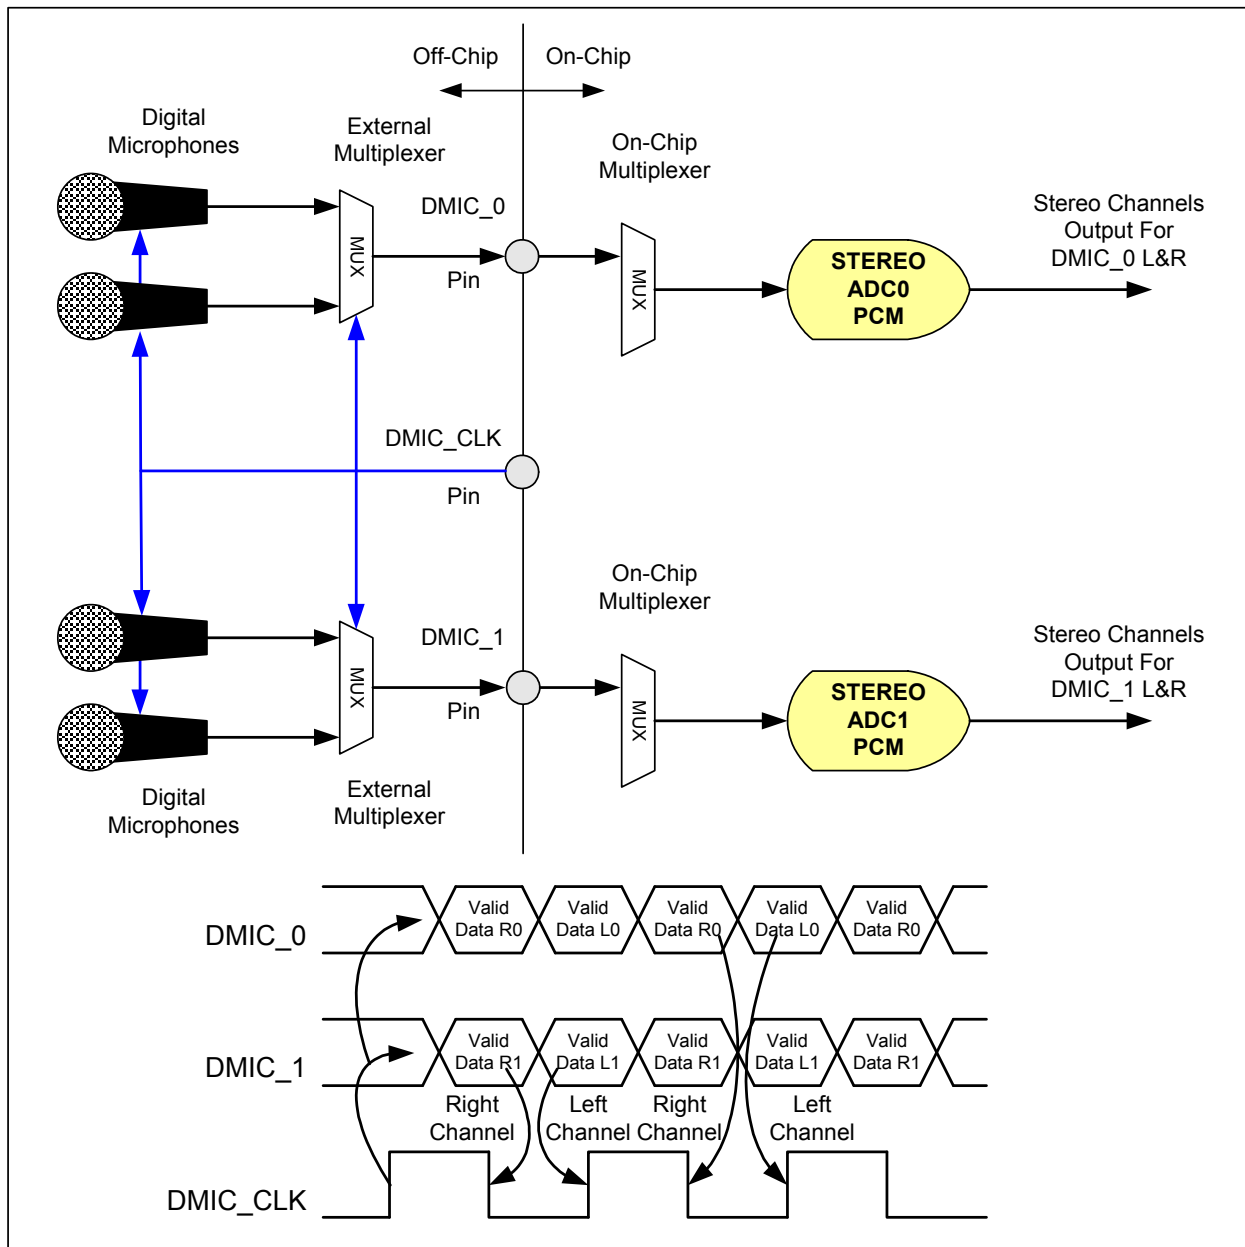 Off-Chip
On-Chip
Digital
Microphones
External
Multiplexer
On-Chip
Multiplexer
DMIC_0
Pin
MUX
MUX
STEREO
ADC0
PCM
Stereo Channels
Output For
DMIC_0 L&R
DMIC_CLK
Pin
On-Chip
Multiplexer
DMIC_1
Pin
MUX
MUX
STEREO
ADC1
PCM
Stereo Channels
Output For
DMIC_1 L&R
Digital
Microphones
External
Multiplexer
DMIC_0
Valid
Data R0
Valid
Data L0
Valid
Data R0
Valid
Data L0
Valid
Data R0
DMIC_1
Valid
Data R1
Valid
Data L1
Valid
Data R1
Valid
Data L1
Valid
Data R1
Right
Channel
Left
Channel
Right
Channel
Left
Channel
DMIC_CLK